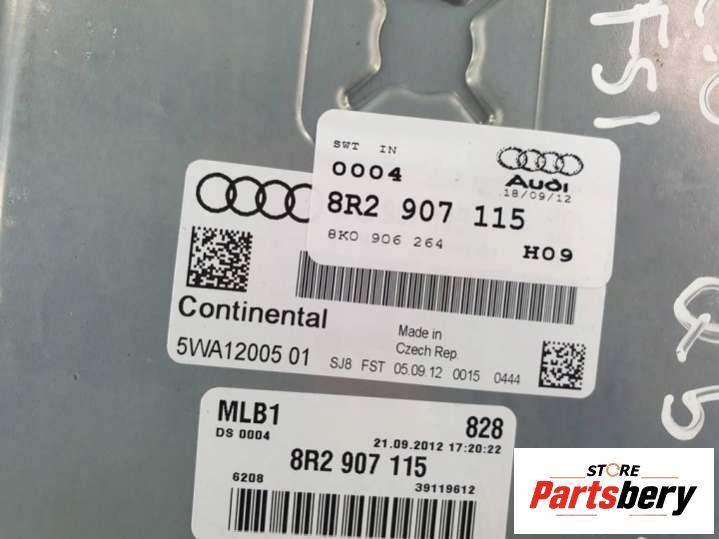 SWT IN
0004
Audi
18/09/12
8R2 907 115
8K0 906 264
H09
Continental
5WA12005 01
Made in
Czech Rep.
SJ8 FST 05.09.12 0015 0444
MLB1
828
DS 0004
21.09.2012 17:20:22
8R2 907 115
6208
39119612
FSI
Q5
STORE
Partsbery